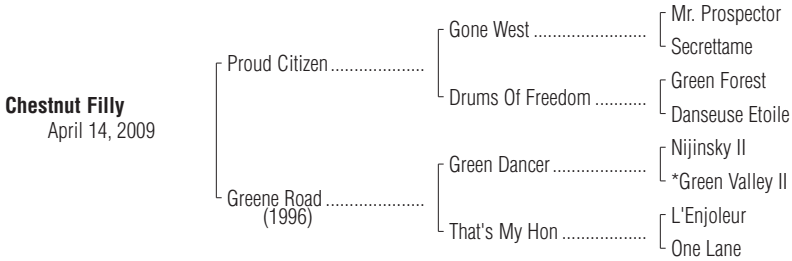 Chestnut Filly
April 14, 2009
Proud Citizen....................
Greene Road .....................
(1996)
Gone West ........................
Drums Of Freedom ...........
Green Dancer....................
That's My Hon ..................
Mr. Prospector
Secrettame
Green Forest
Danseuse Etoile
Nijinsky II
*Green Valley II
L'Enjoleur
One Lane